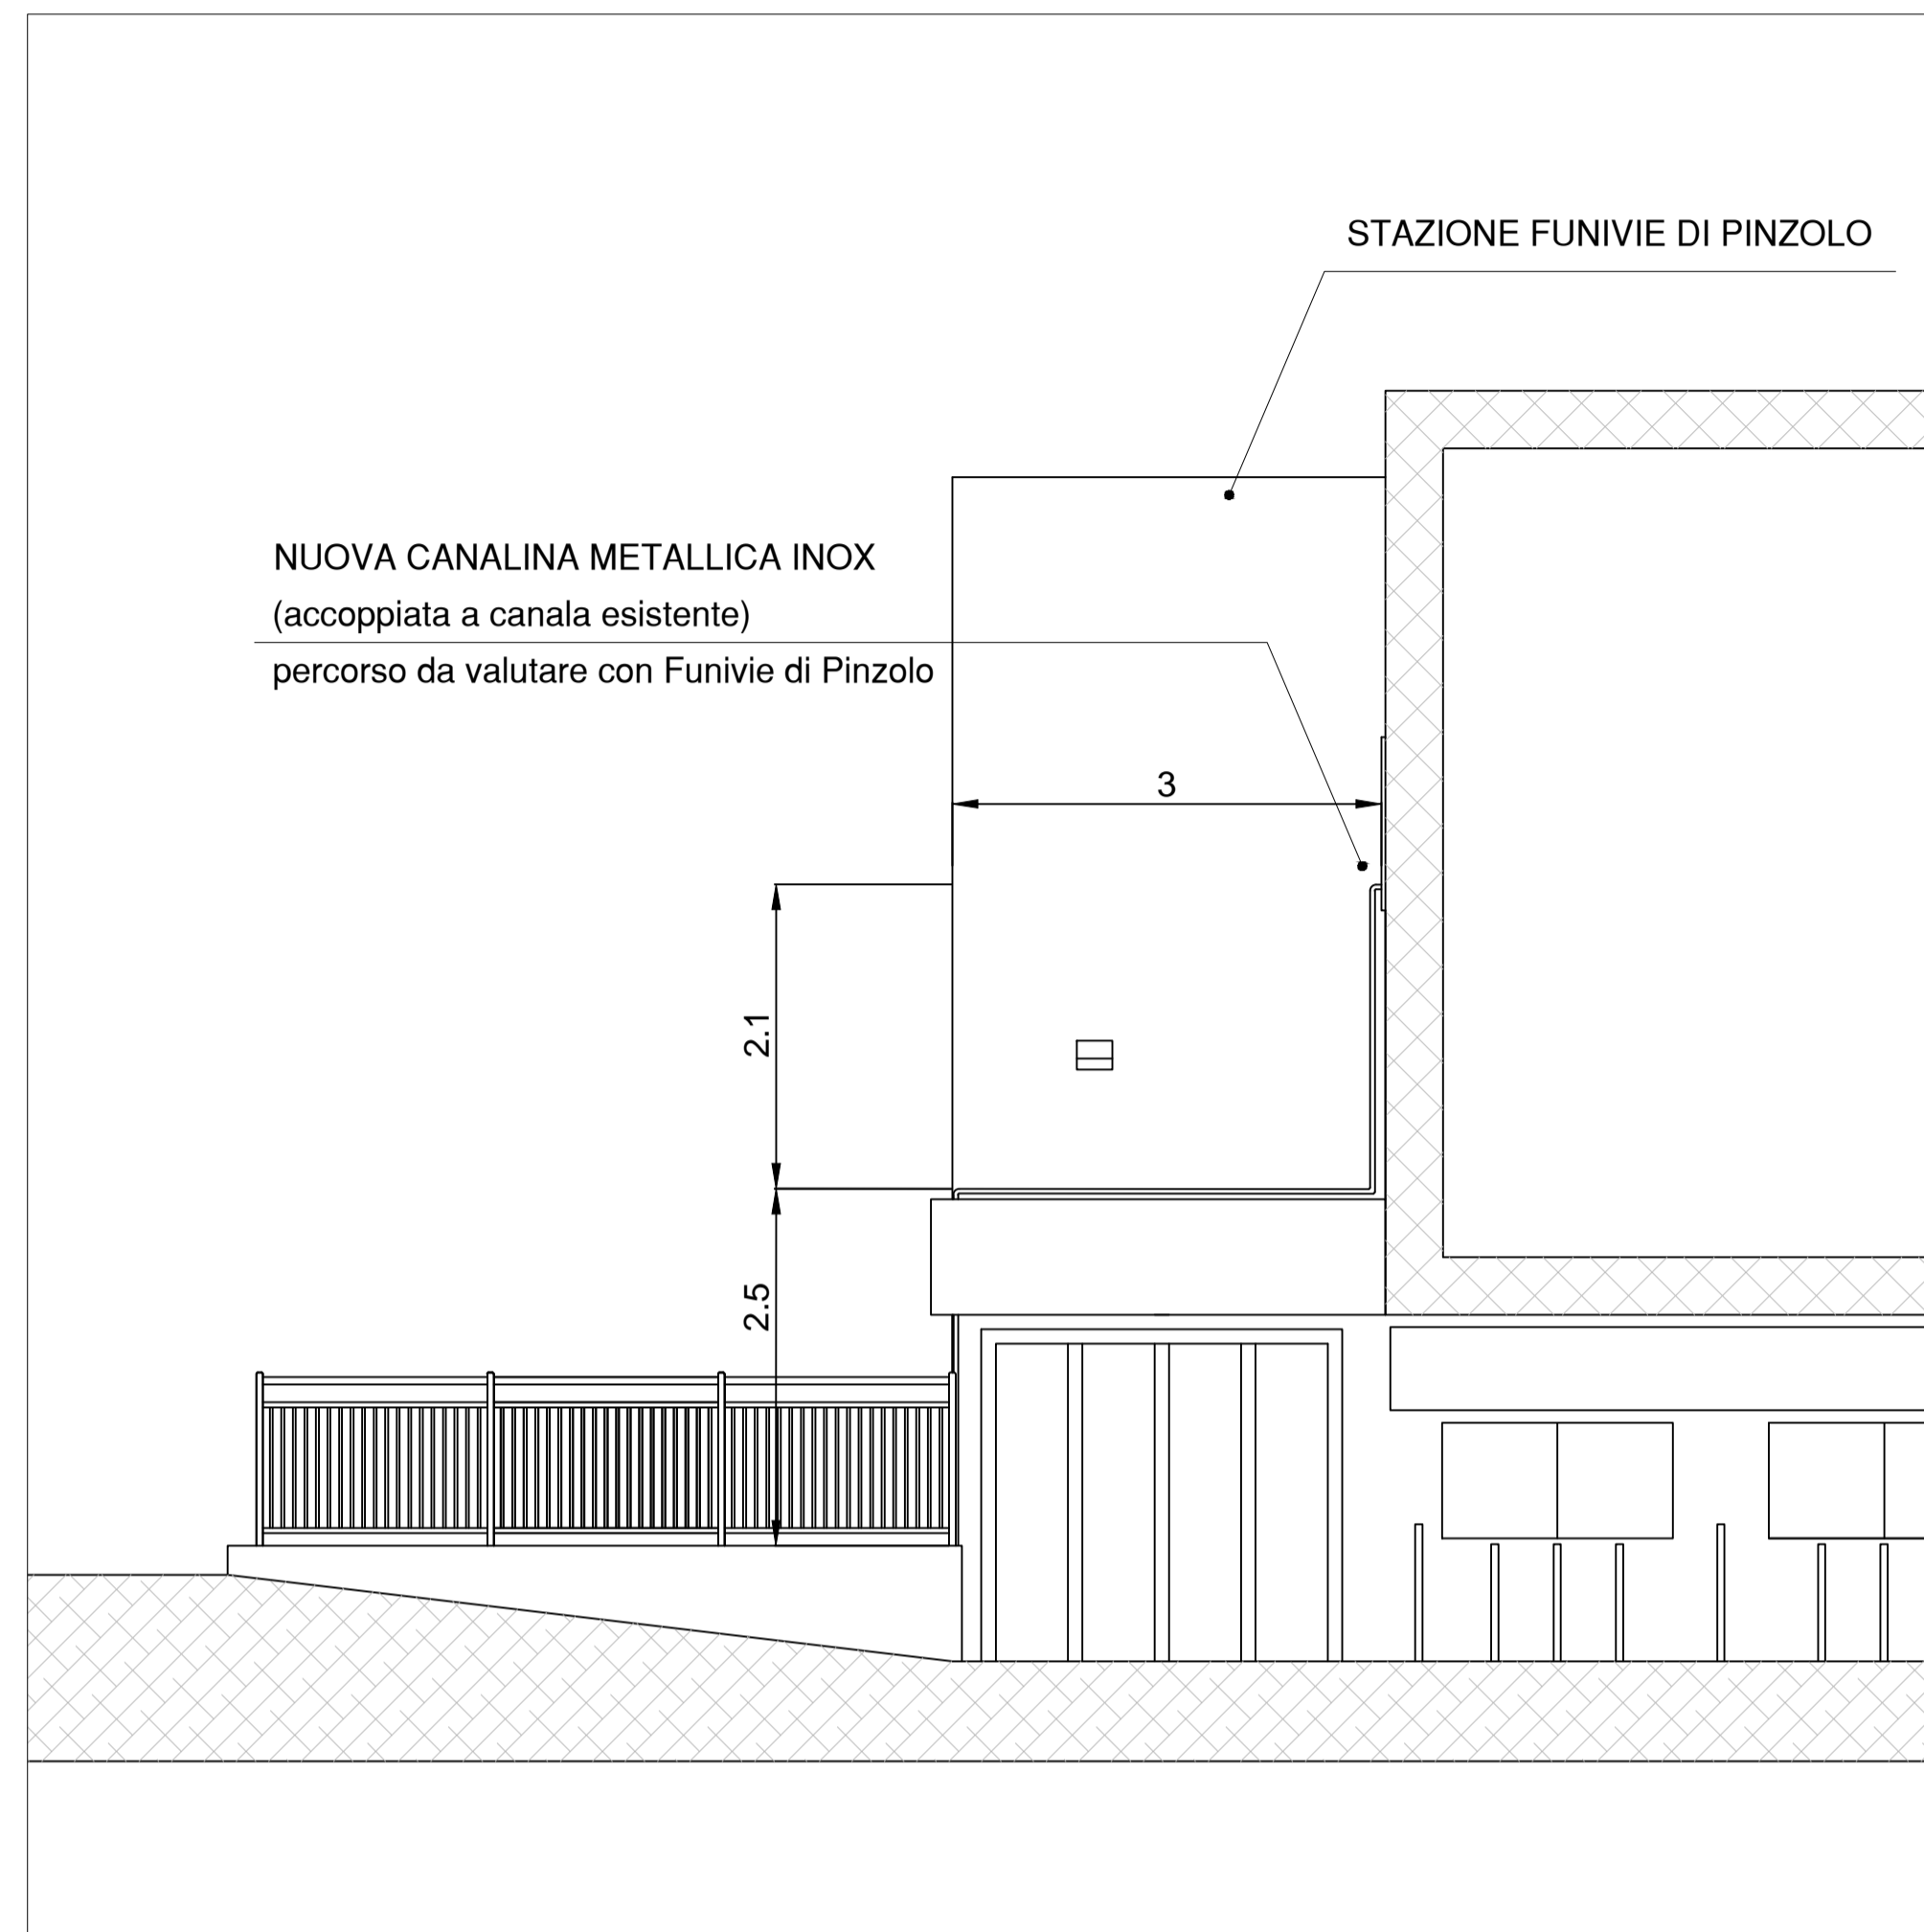 STAZIONE FUNIVIE DI PINZOLO
NUOVA CANALINA METALLICA INOX
(accoppiata a canala esistente)
percorso da valutare con Funivie di Pinzolo
3
2.1
2.5